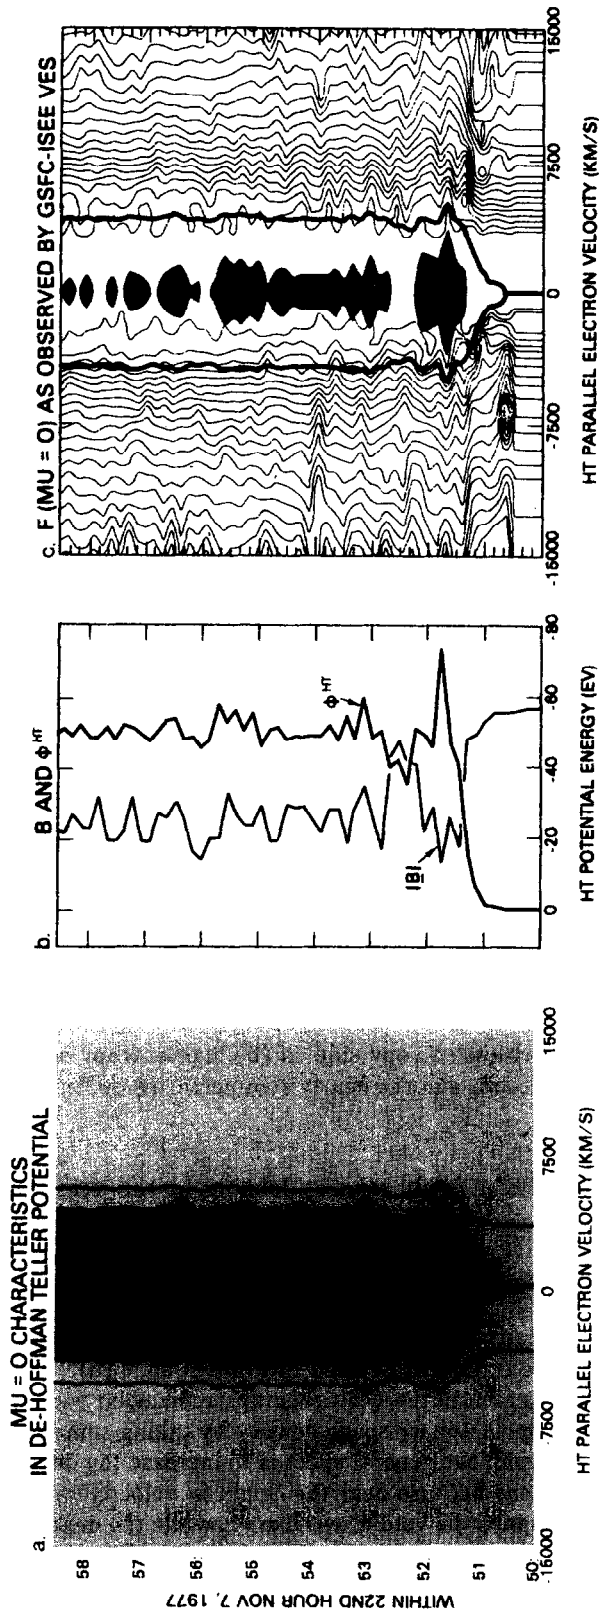 a.
MU = O CHARACTERISTICS
IN DE-HOFFMAN TELLER POTENTIAL
WITHIN 22ND HOUR NOV 7, 1977
58
57
56
55
54
53
52
51
50
-15000
-7500
0
7500
15000
HT PARALLEL ELECTRON VELOCITY (KM/S)
b.
B AND ϕHT
|B|
ϕHT
0
-20
-40
-60
-80
HT POTENTIAL ENERGY (EV)
c. F (MU = O) AS OBSERVED BY GSFC-ISEE VES
-15000
-7500
0
7500
15000
HT PARALLEL ELECTRON VELOCITY (KM/S)